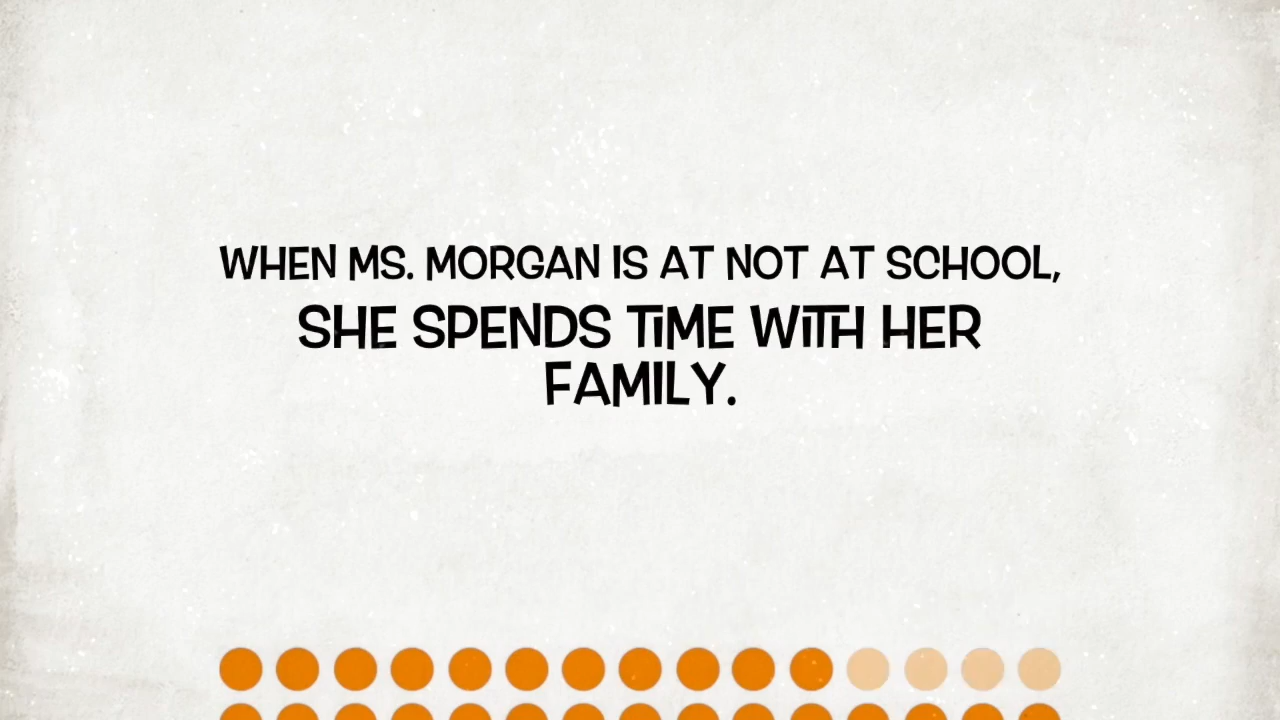 WHEN MS. MORGAN IS AT NOT AT SCHOOL,
SHE SPENDS TIME WITH HER
FAMILY.